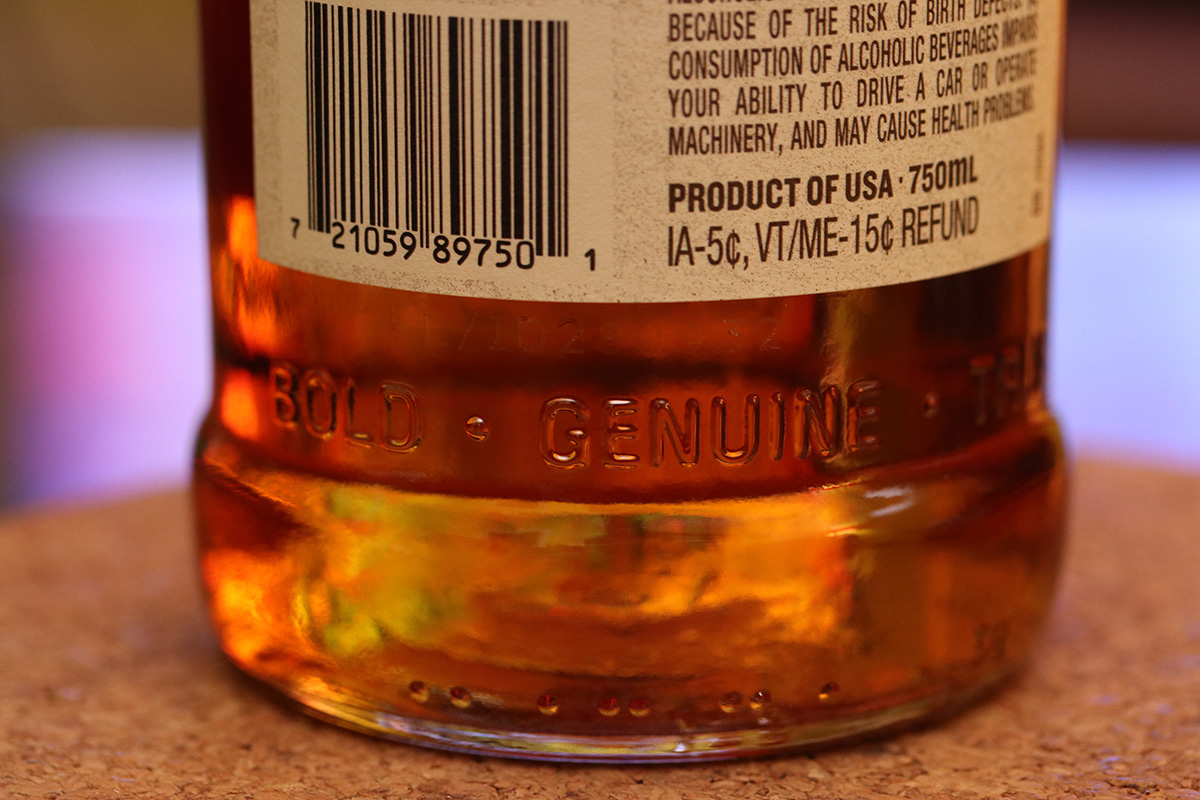 BECAUSE OF THE RISK OF BIRTH DEFECTS.
CONSUMPTION OF ALCOHOLIC BEVERAGES IMPAIRS
YOUR ABILITY TO DRIVE A CAR OR OPERATE
MACHINERY, AND MAY CAUSE HEALTH PROBLEMS.
PRODUCT OF USA · 750mL
IA-5¢, VT/ME-15¢ REFUND
7 21059 89750 1
BOLD · GENUINE ·